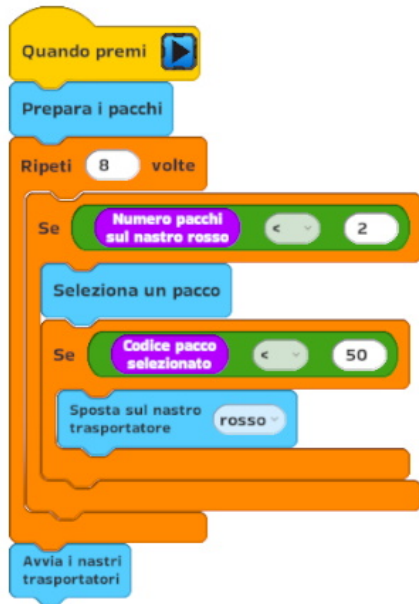 Quando premi
Prepara i pacchi
Ripeti 8 volte
Se Numero pacchi
sul nastro rosso < 2
Seleziona un pacco
Se Codice pacco
selezionato < 50
Sposta sul nastro
trasportatore rosso
Avvia i nastri
trasportatori